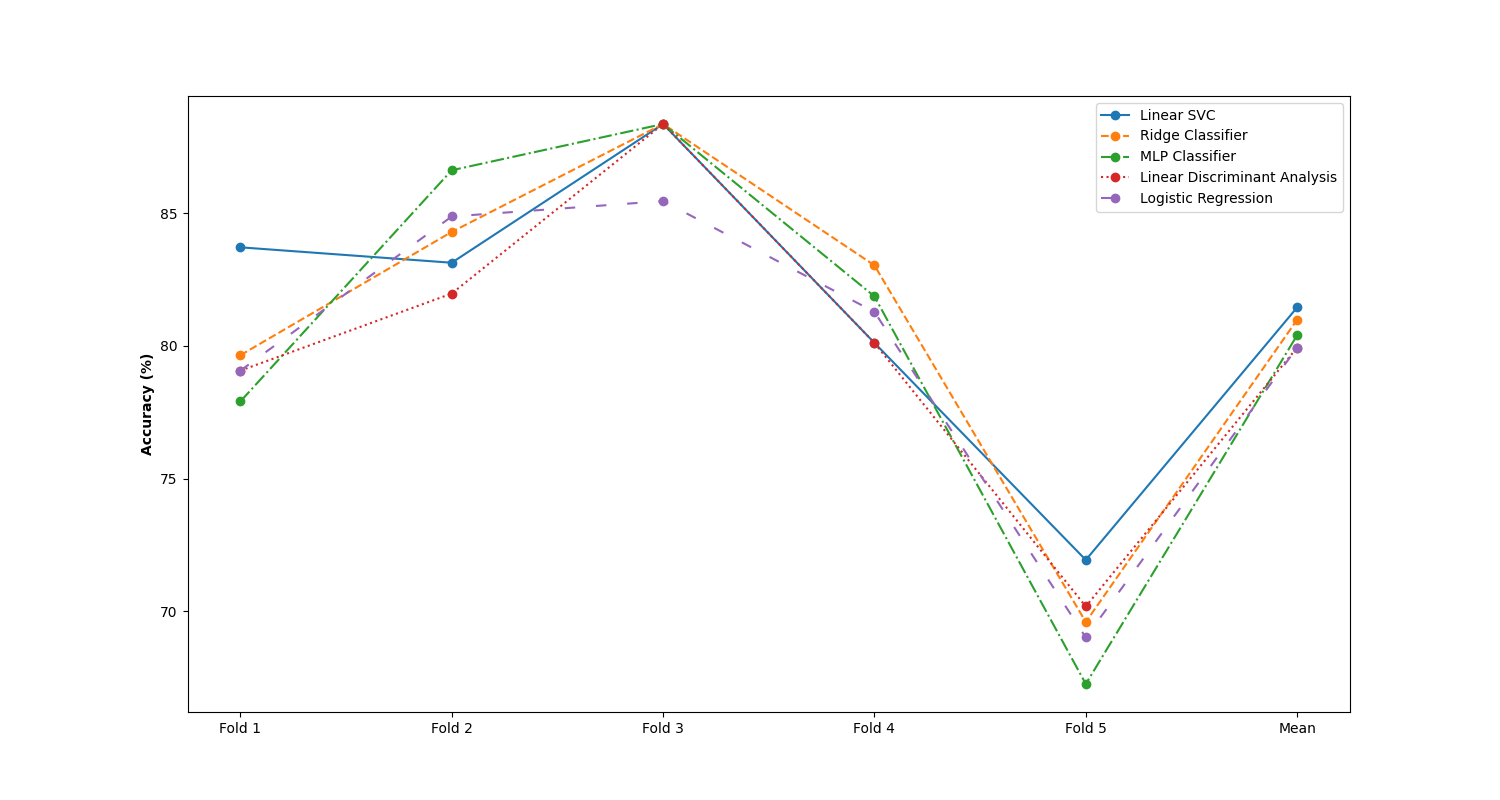 Linear SVC
Ridge Classifier
MLP Classifier
Linear Discriminant Analysis
Logistic Regression
85
80
75
70
Accuracy (%)
Fold 1 Fold 2 Fold 3 Fold 4 Fold 5 Mean